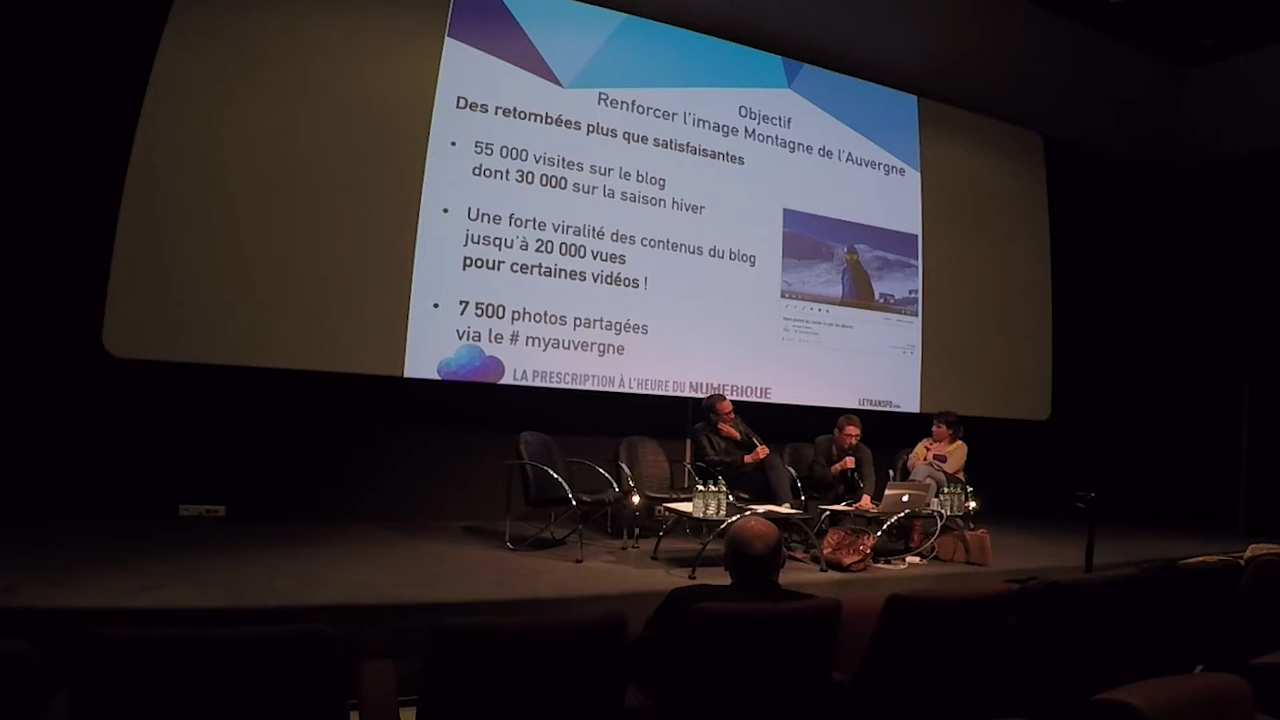 Objectif
Renforcer l'image Montagne de l'Auvergne
Des retombées plus que satisfaisantes
• 55 000 visites sur le blog
dont 30 000 sur la saison hiver
• Une forte viralité des contenus du blog
jusqu'à 20 000 vues
pour certaines vidéos !
• 7 500 photos partagées
via le # myauvergne
LA PRESCRIPTION À L'HEURE DU NUMERIQUE
LETRANSFO